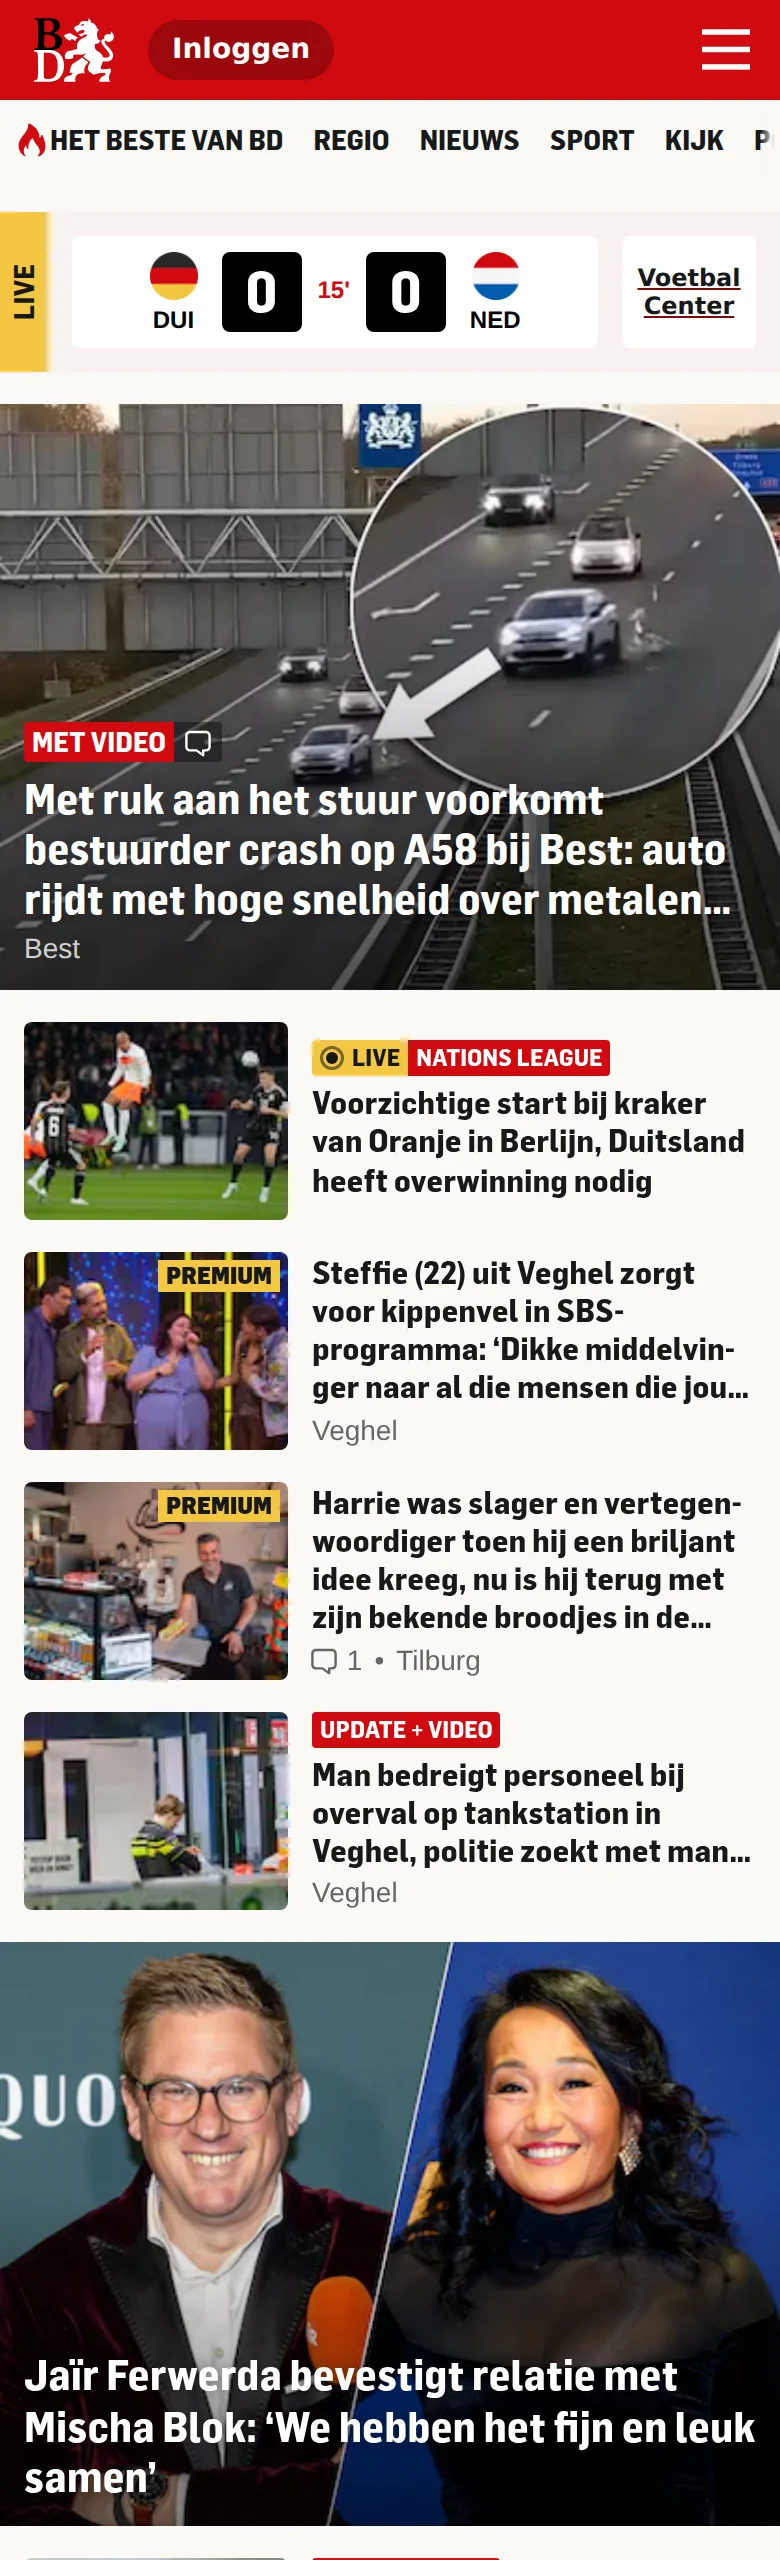 BD
Inloggen
HET BESTE VAN BD REGIO NIEUWS SPORT KIJK
LIVE
DUI 0 15' 0 NED
Voetbal
Center
MET VIDEO
Met ruk aan het stuur voorkomt
bestuurder crash op A58 bij Best: auto
rijdt met hoge snelheid over metalen...
Best
6
LIVE NATIONS LEAGUE
Voorzichtige start bij kraker
van Oranje in Berlijn, Duitsland
heeft overwinning nodig
PREMIUM
Steffie (22) uit Veghel zorgt
voor kippenvel in SBS-
programma: ‘Dikke middelvin-
ger naar al die mensen die jou...
Veghel
PREMIUM
Harrie was slager en vertegen-
woordiger toen hij een briljant
idee kreeg, nu is hij terug met
zijn bekende broodjes in de...
1 • Tilburg
UPDATE + VIDEO
Man bedreigt personeel bij
overval op tankstation in
Veghel, politie zoekt met man...
Veghel
QUO
Jaïr Ferwerda bevestigt relatie met
Mischa Blok: ‘We hebben het fijn en leuk
samen’